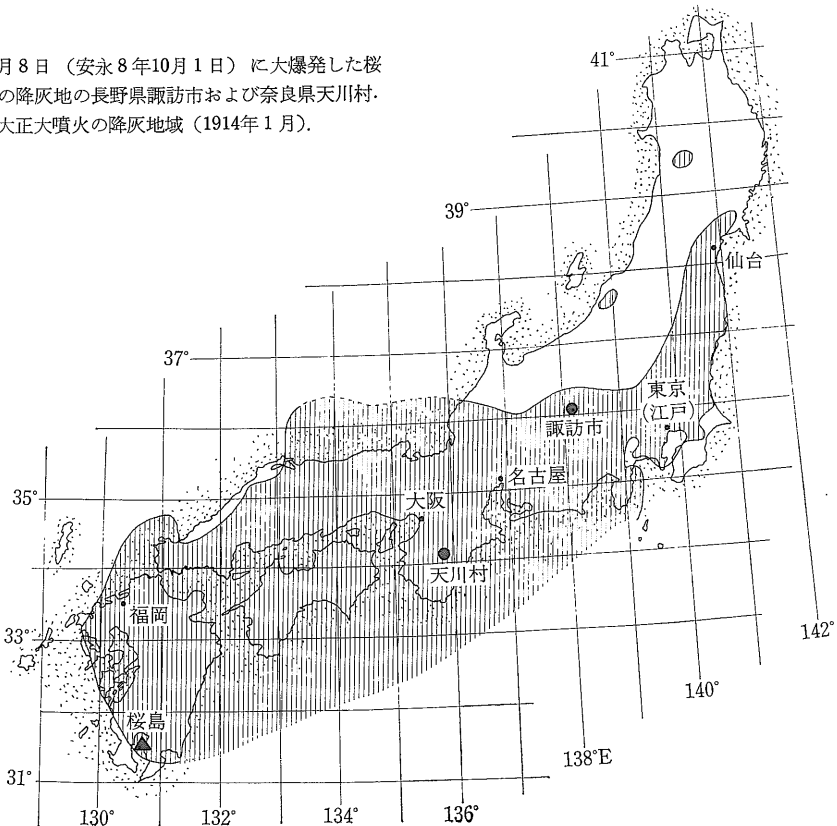 月8日 (安永8年10月1日) に大爆発した桜
の降灰地の長野県諏訪市および奈良県天川村.
大正大噴火の降灰地域 (1914年1月).
41°
39°
仙台
37°
東京
(江戸)
諏訪市
名古屋
35°
大阪
天川村
福岡
33°
142°
140°
桜島
138°E
31°
130°
132°
134°
136°